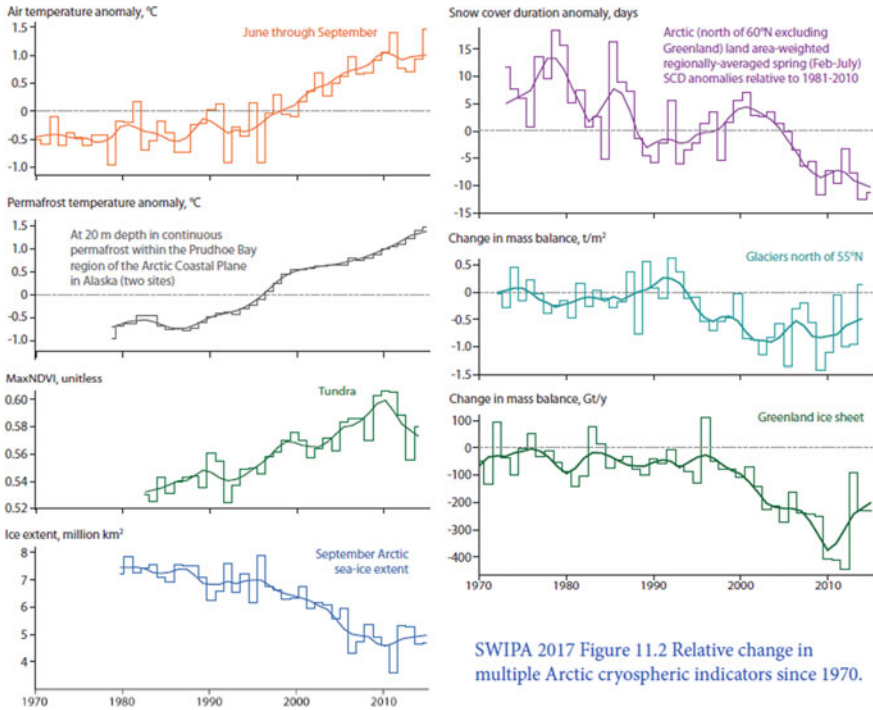 Air temperature anomaly, °C
June through September
1.5
1.0
0.5
0
-0.5
-1.0
Permafrost temperature anomaly, °C
1.5
1.0
0.5
0
-0.5
-1.0
At 20 m depth in continuous
permafrost within the Prudhoe Bay
region of the Arctic Coastal Plane
in Alaska (two sites)
MaxNDVI, unitless
Tundra
0.60
0.58
0.56
0.54
0.52
Ice extent, million km²
September Arctic
sea-ice extent
8
7
6
5
4
1970 1980 1990 2000 2010
Snow cover duration anomaly, days
Arctic (north of 60°N excluding
Greenland) land area-weighted
regionally-averaged spring (Feb-July)
SCD anomalies relative to 1981-2010
15
10
5
0
-5
-10
-15
Change in mass balance, t/m²
Glaciers north of 55°N
0.5
0
-0.5
-1.0
-1.5
Change in mass balance, Gt/y
Greenland ice sheet
100
0
-100
-200
-300
-400
1970 1980 1990 2000 2010
SWIPA 2017 Figure 11.2 Relative change in
multiple Arctic cryospheric indicators since 1970.